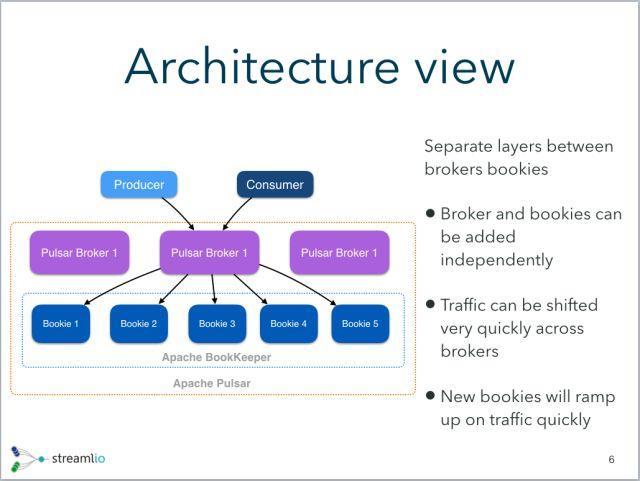 Architecture view
Separate layers between
brokers bookies
Producer
Consumer
Pulsar Broker 1
Pulsar Broker 1
Pulsar Broker 1
Bookie 1
Bookie 2
Bookie 3
Bookie 4
Bookie 5
Apache BookKeeper
Apache Pulsar
● Broker and bookies can
be added
independently
● Traffic can be shifted
very quickly across
brokers
● New bookies will ramp
up on traffic quickly
streamlio
6